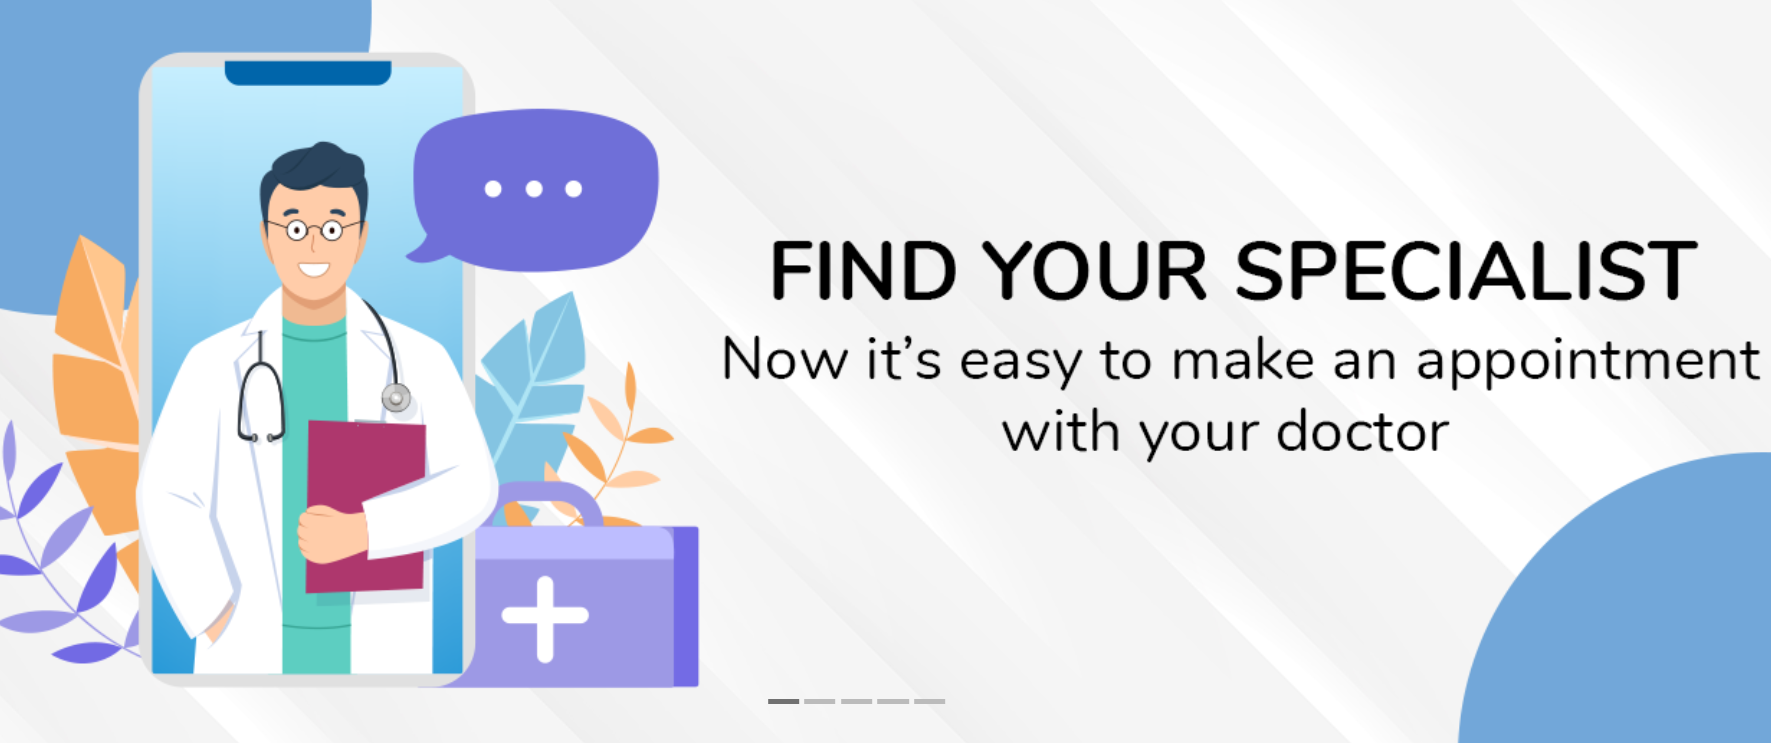 FIND YOUR SPECIALIST
Now it’s easy to make an appointment
with your doctor